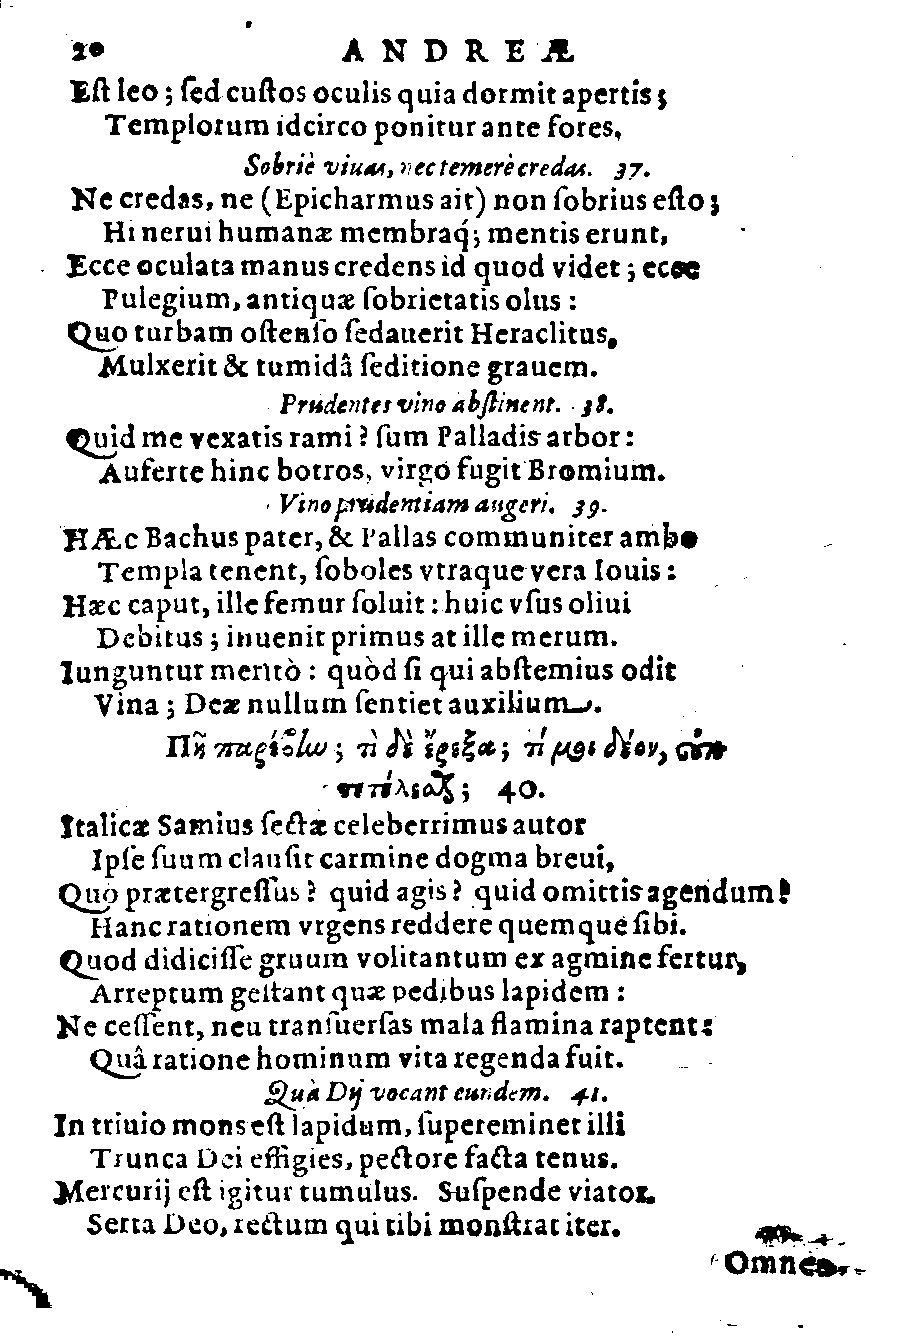 20 ANDREÆ
Eſt leo ; ſed cuſtos oculis quia dormit apertis ;
Templorum idcirco ponitur ante fores,
Sobriè viuas, nec temerè credas. 37.
Ne credas, ne (Epicharmus ait) non ſobrius eſto ;
Hi nerui humanæ membraq́; mentis erunt,
Ecce oculata manus credens id quod videt ; ecce
Pulegium, antiquæ ſobrietatis olus :
Quo turbam oſtenſo ſedauerit Heraclitus,
Mulxerit & tumidâ ſeditione grauem.
Prudentes vino abſtinent. 38.
Quid me vexatis rami ? ſum Palladis arbor :
Auferte hinc botros, virgo fugit Bromium.
Vino prudentiam augeri. 39.
HÆc Bachus pater, & Pallas communiter ambo
Templa tenent, ſoboles vtraque vera Iouis :
Hæc caput, ille femur ſoluit : huic vſus oliui
Debitus ; inuenit primus at ille merum.
Iunguntur meritò : quòd ſi qui abſtemius odit
Vina ; Deæ nullum ſentiet auxilium.
Πῆ παρέβω ; τί δ' ἔρεξα ; τί μοι δέον, οὐκ
ἐτελέσθη ; 40.
Italicæ Samius ſectæ celeberrimus autor
Ipſe ſuum clauſit carmine dogma breui,
Quo prætergreſſus ? quid agis ? quid omittis agendum ?
Hanc rationem vrgens reddere quemque ſibi.
Quod didiciſſe gruum volitantum ex agmine fertur,
Arreptum geſtant quæ pedibus lapidem :
Ne ceſſent, neu tranſuerſas mala flamina raptent :
Quâ ratione hominum vita regenda fuit.
Quà Dij vocant eundem. 41.
In triuio mons eſt lapidum, ſupereminet illi
Trunca Dei effigies, pectore facta tenus.
Mercurij eſt igitur tumulus. Suſpende viator
Serta Deo, rectum qui tibi monſtrat iter.
Omnes